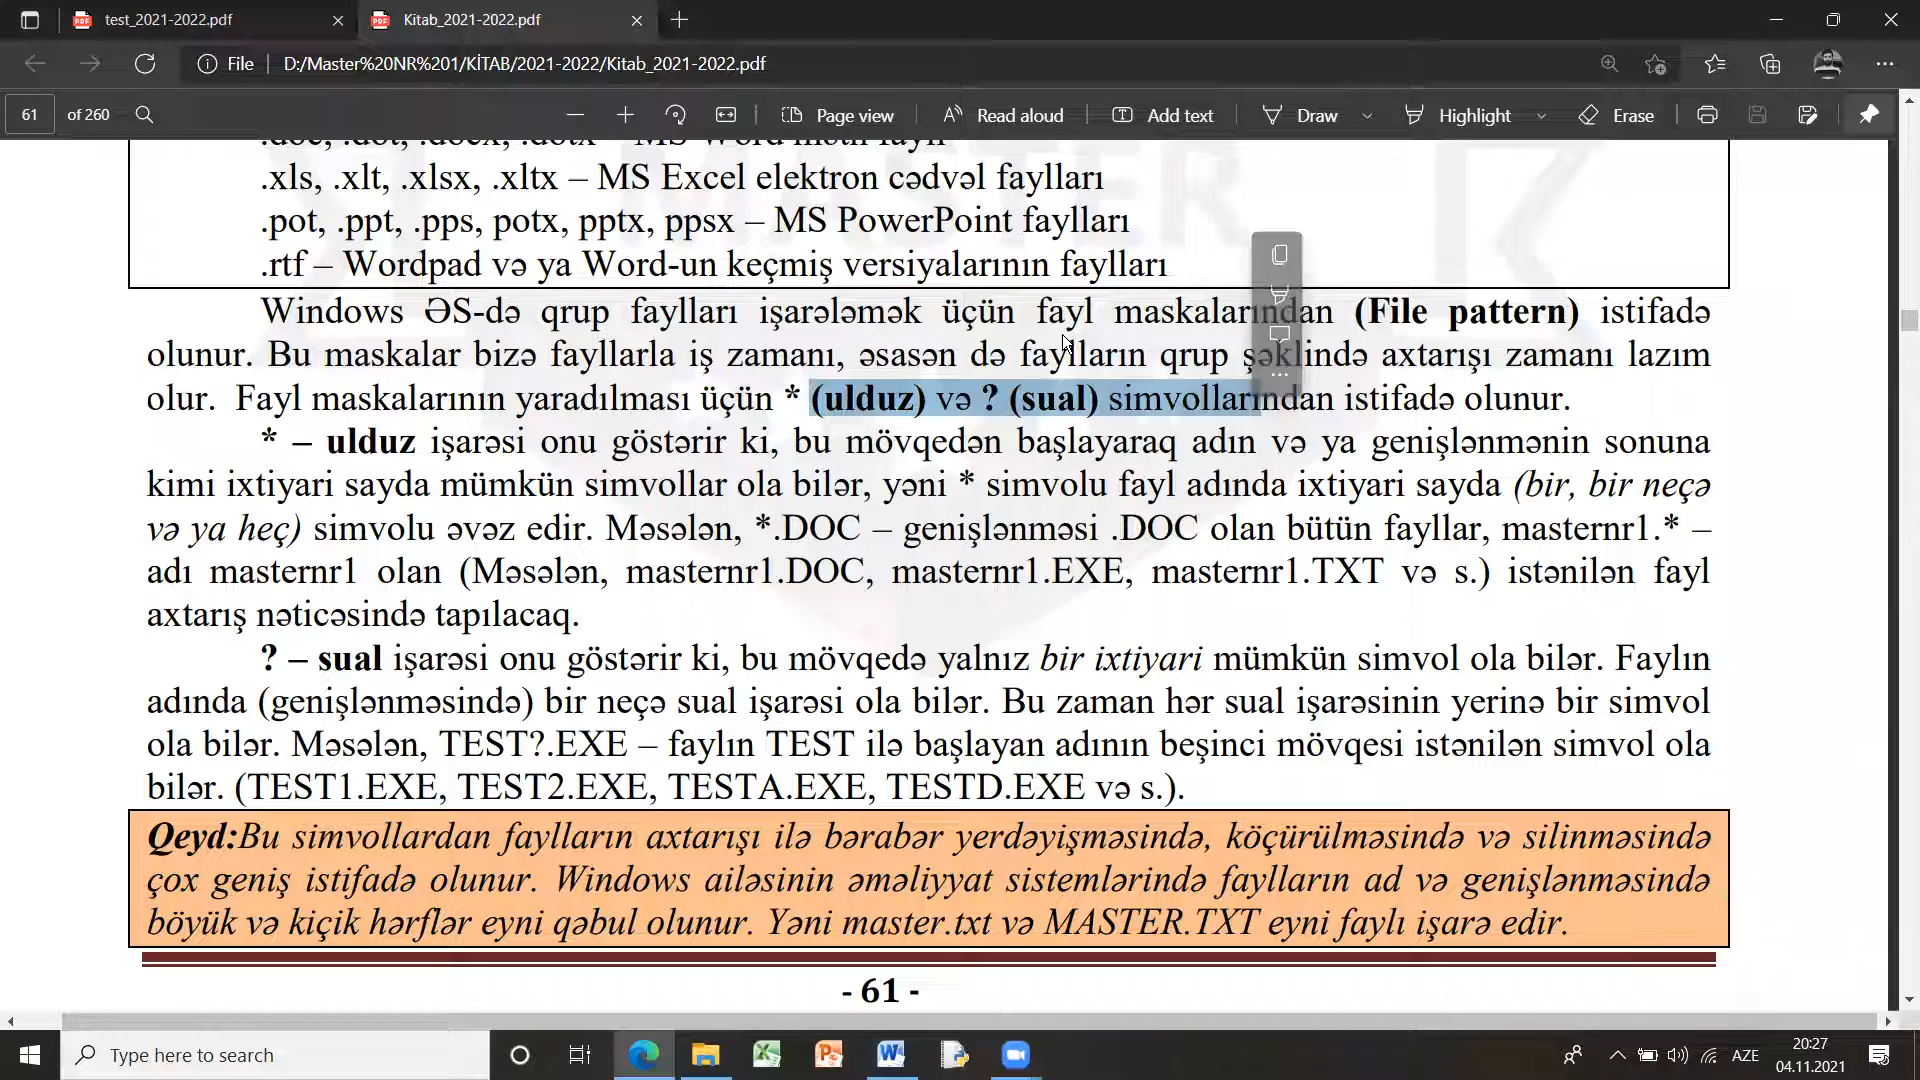 test_2021-2022.pdf
Kitab_2021-2022.pdf
File
D:/Master%20NR%201/KİTAB/2021-2022/Kitab_2021-2022.pdf
61 of 260
Page view
Read aloud
Add text
Draw
Highlight
Erase
.doc, .dot, .docx, .dotx – MS Word mətn faylı
.xls, .xlt, .xlsx, .xltx – MS Excel elektron cədvəl faylları
.pot, .ppt, .pps, potx, pptx, ppsx – MS PowerPoint faylları
.rtf – Wordpad və ya Word-un keçmiş versiyalarının faylları
Windows ƏS-də qrup faylları işarələmək üçün fayl maskalarından (File pattern) istifadə
olunur. Bu maskalar bizə fayllarla iş zamanı, əsasən də faylların qrup şəklində axtarışı zamanı lazım
olur. Fayl maskalarının yaradılması üçün * (ulduz) və ? (sual) simvollarından istifadə olunur.
* – ulduz işarəsi onu göstərir ki, bu mövqedən başlayaraq adın və ya genişlənmənin sonuna
kimi ixtiyari sayda mümkün simvollar ola bilər, yəni * simvolu fayl adında ixtiyari sayda (bir, bir neçə
və ya heç) simvolu əvəz edir. Məsələn, *.DOC – genişlənməsi .DOC olan bütün fayllar, masternr1.* –
adı masternr1 olan (Məsələn, masternr1.DOC, masternr1.EXE, masternr1.TXT və s.) istənilən fayl
axtarış nəticəsində tapılacaq.
? – sual işarəsi onu göstərir ki, bu mövqedə yalnız bir ixtiyari mümkün simvol ola bilər. Faylın
adında (genişlənməsində) bir neçə sual işarəsi ola bilər. Bu zaman hər sual işarəsinin yerinə bir simvol
ola bilər. Məsələn, TEST?.EXE – faylın TEST ilə başlayan adının beşinci mövqesi istənilən simvol ola
bilər. (TEST1.EXE, TEST2.EXE, TESTA.EXE, TESTD.EXE və s.).
Qeyd:Bu simvollardan faylların axtarışı ilə bərabər yerdəyişməsində, köçürülməsində və silinməsində
çox geniş istifadə olunur. Windows ailəsinin əməliyyat sistemlərində faylların ad və genişlənməsində
böyük və kiçik hərflər eyni qəbul olunur. Yəni master.txt və MASTER.TXT eyni faylı işarə edir.
- 61 -
Type here to search
AZE
20:27
04.11.2021